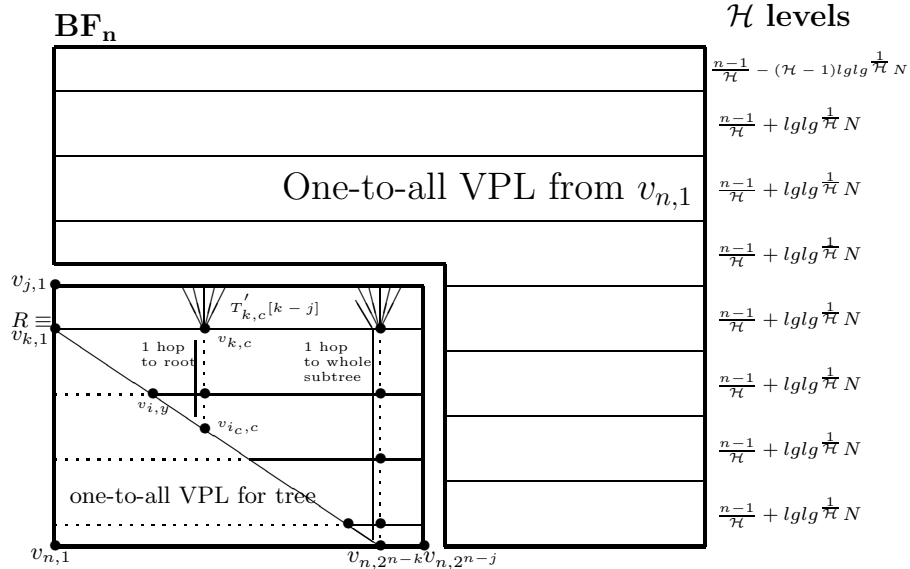 BF_n
ℋ levels
(n−1)/ℋ − (ℋ − 1)lglg^{1/ℋ} N
(n−1)/ℋ + lglg^{1/ℋ} N
One-to-all VPL from v_{n,1}
(n−1)/ℋ + lglg^{1/ℋ} N
(n−1)/ℋ + lglg^{1/ℋ} N
v_{j,1}
T'_{k,c}[k − j]
(n−1)/ℋ + lglg^{1/ℋ} N
R ≡
v_{k,1}
v_{k,c}
1 hop
to root
1 hop
to whole
subtree
(n−1)/ℋ + lglg^{1/ℋ} N
v_{i,y}
v_{i_c,c}
(n−1)/ℋ + lglg^{1/ℋ} N
one-to-all VPL for tree
(n−1)/ℋ + lglg^{1/ℋ} N
v_{n,1}
v_{n,2^{n−k}}
v_{n,2^{n−j}}